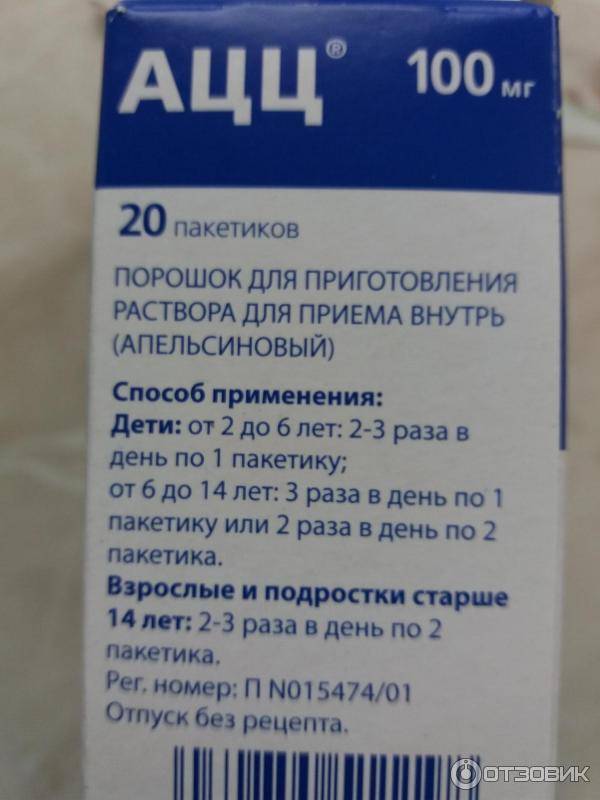 АЦЦ® 100 мг
20 пакетиков
ПОРОШОК ДЛЯ ПРИГОТОВЛЕНИЯ
РАСТВОРА ДЛЯ ПРИЕМА ВНУТРЬ
(АПЕЛЬСИНОВЫЙ)
Способ применения:
Дети: от 2 до 6 лет: 2-3 раза в
день по 1 пакетику;
от 6 до 14 лет: 3 раза в день по 1
пакетику или 2 раза в день по 2
пакетика.
Взрослые и подростки старше
14 лет: 2-3 раза в день по 2
пакетика.
Рег. номер: П N015474/01
Отпуск без рецепта.
ОТЗОВИК